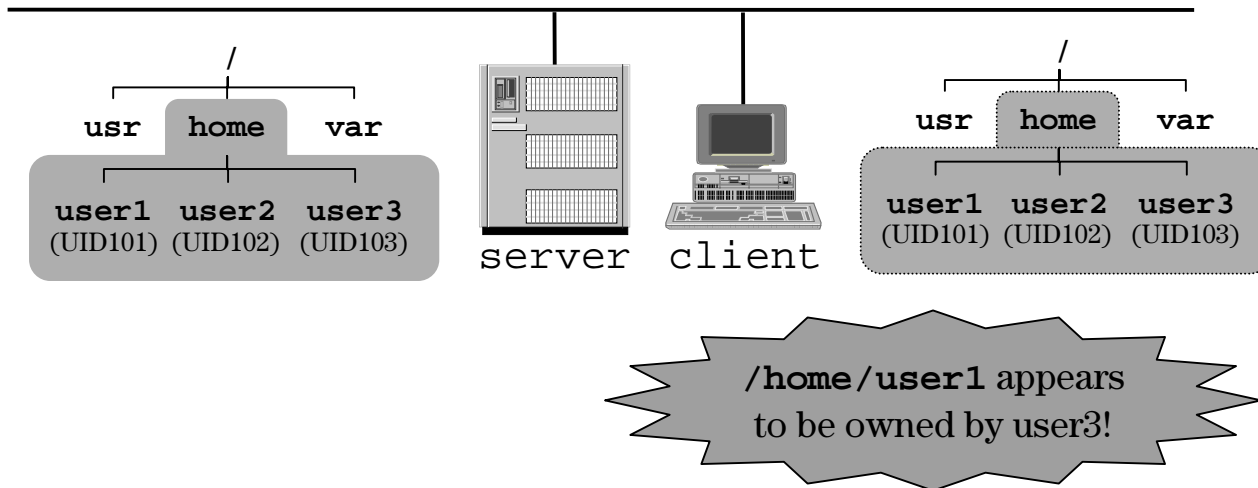 /
usr home var
user1 user2 user3
(UID101) (UID102) (UID103)
server client
/
usr home var
user1 user2 user3
(UID101) (UID102) (UID103)
/home/user1 appears
to be owned by user3!